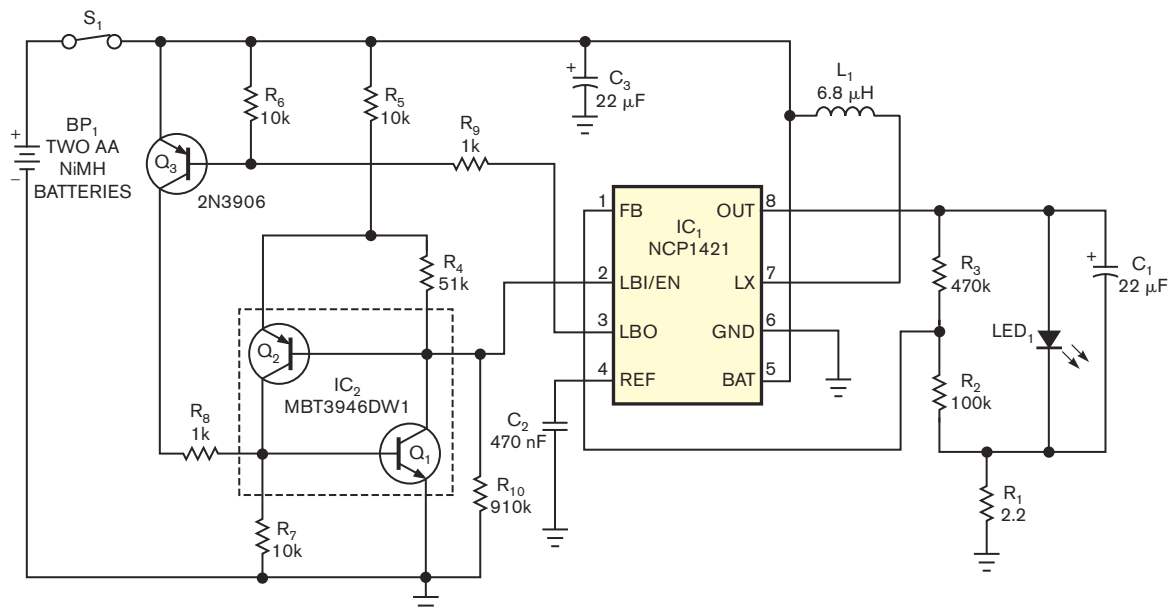 S₁
BP₁
TWO AA
NiMH
BATTERIES
+
−
R₆
10k
R₅
10k
Q₃
2N3906
R₉
1k
+
C₃
22 µF
L₁
6.8 µH
R₄
51k
Q₂
IC₂
MBT3946DW1
Q₁
R₈
1k
R₇
10k
R₁₀
910k
C₂
470 nF
1
2
3
4
FB
LBI/EN
LBO
REF
IC₁
NCP1421
OUT
LX
GND
BAT
8
7
6
5
R₃
470k
R₂
100k
LED₁
+
C₁
22 µF
R₁
2.2